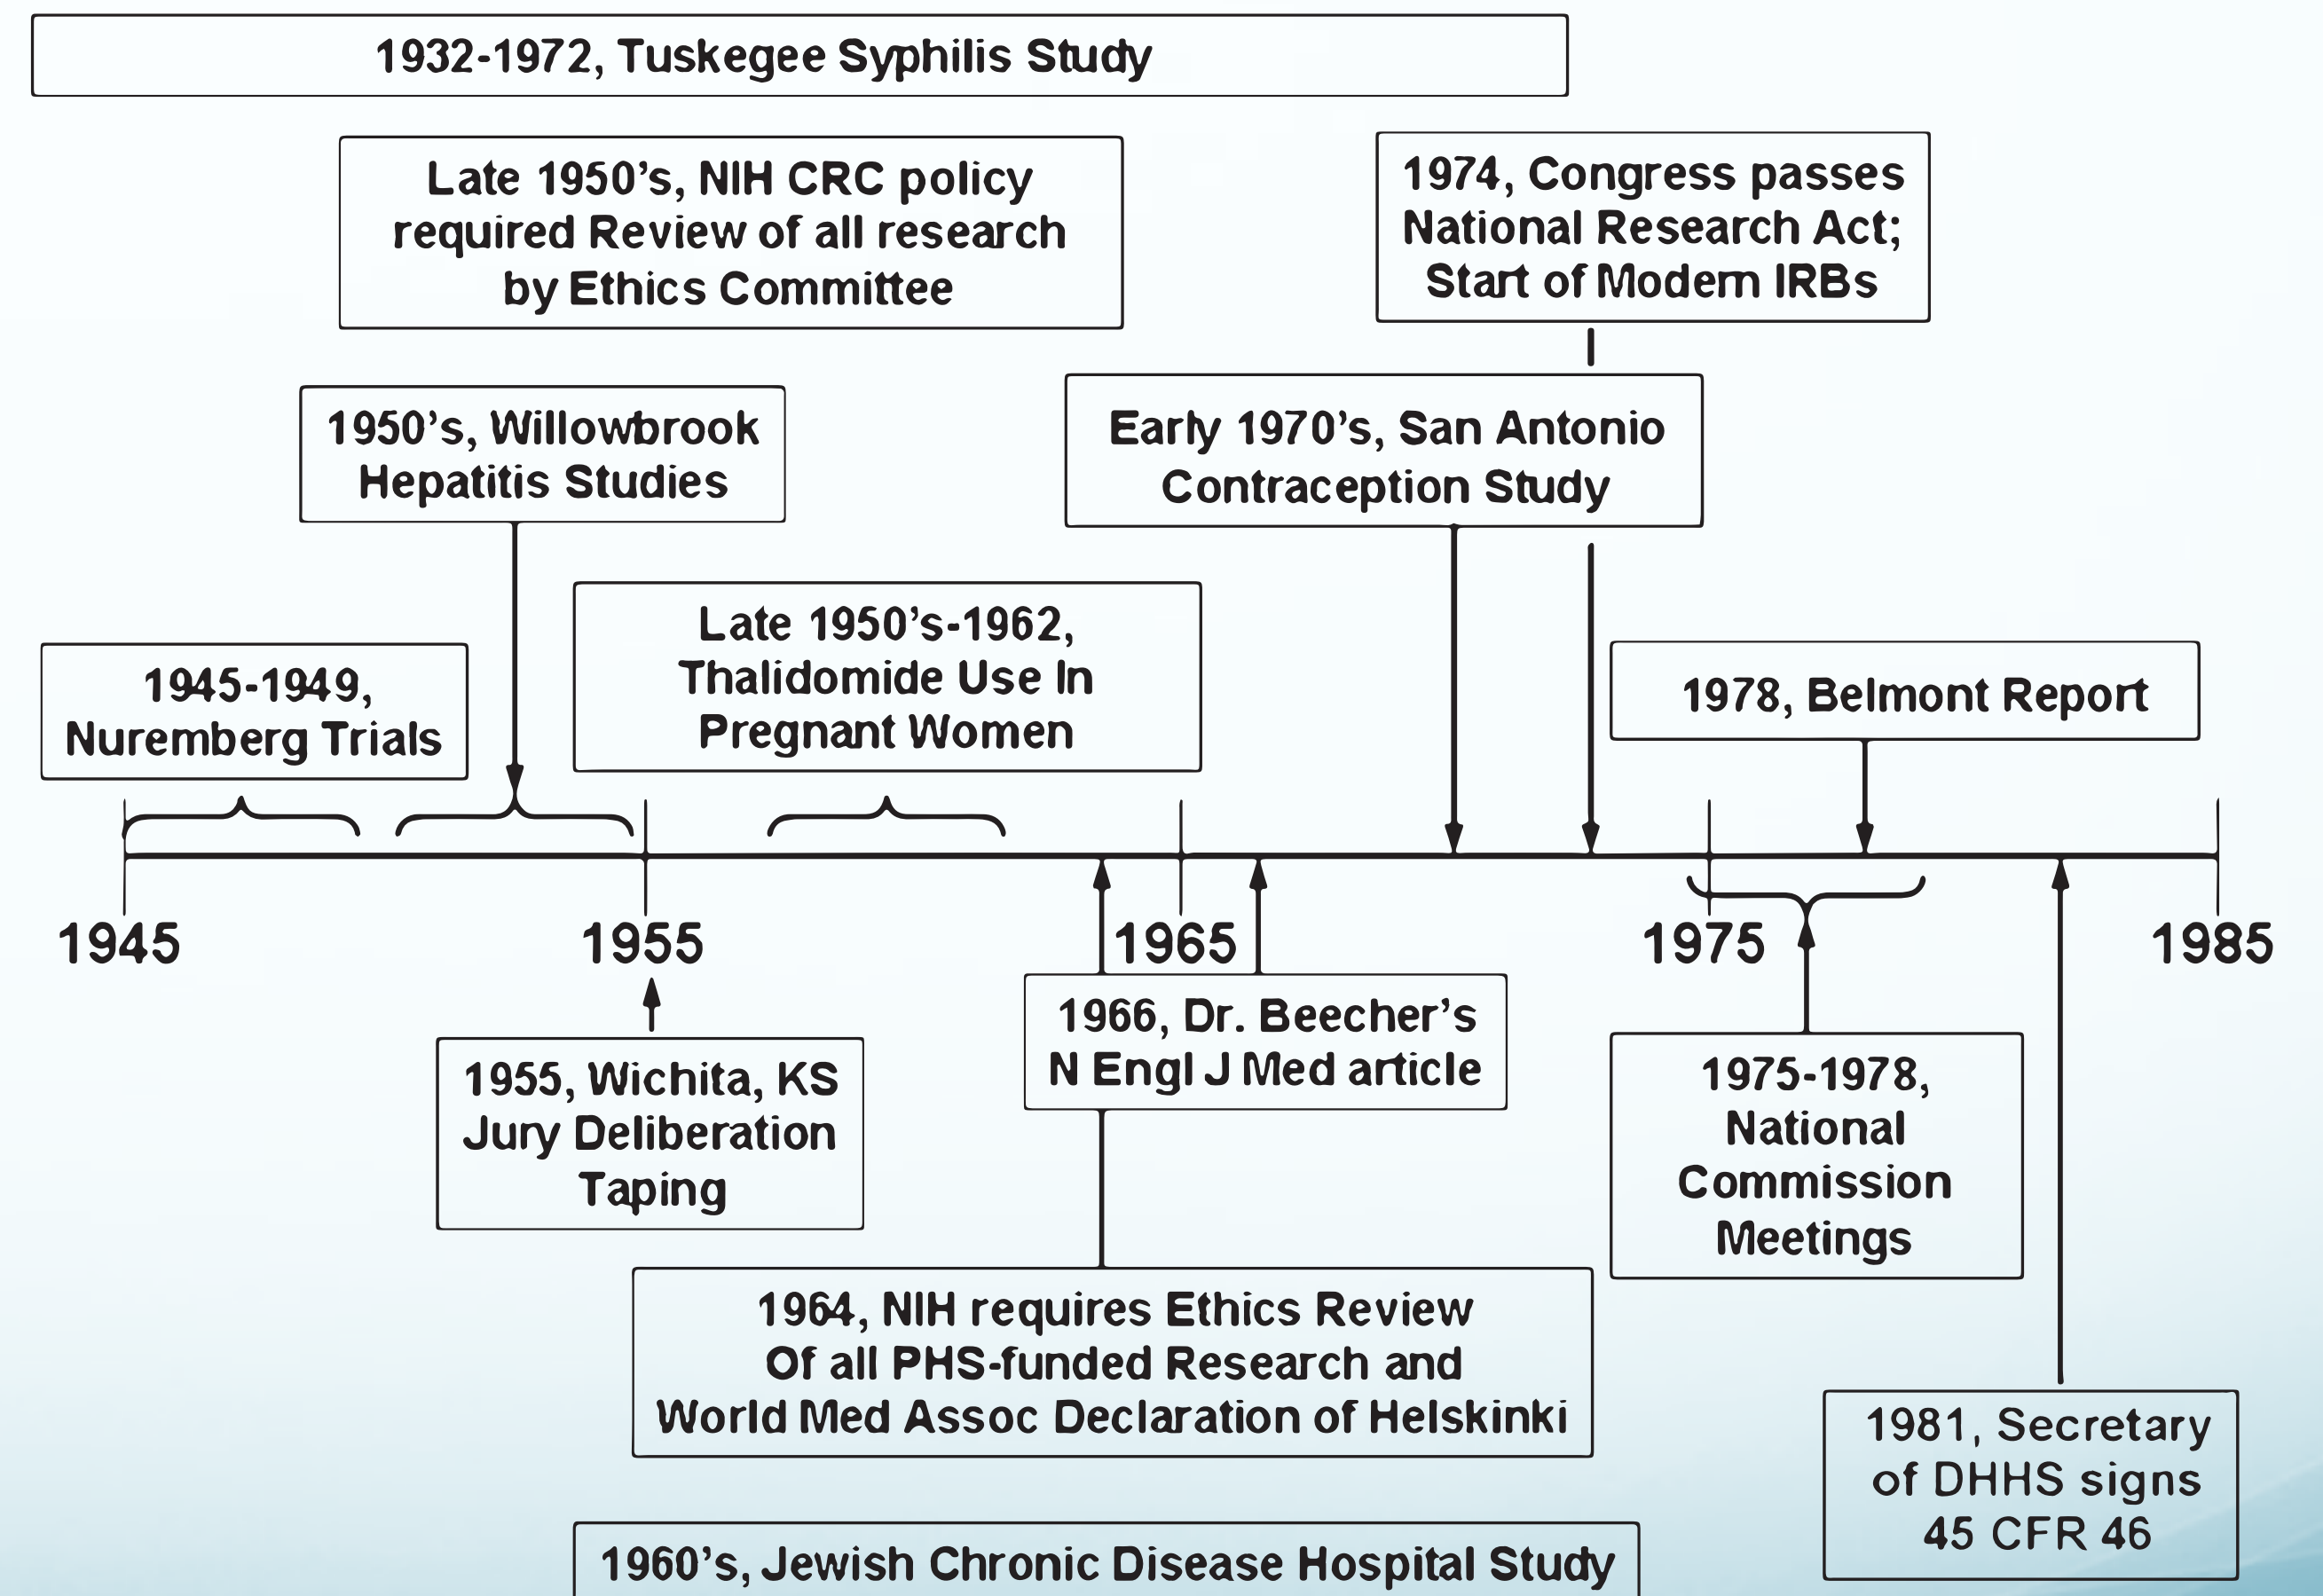 1932-1972, Tuskegee Syphilis Study
Late 1950's, NIH CRC policy
required Review of all research
by Ethics Committee
1974, Congress passes
National Research Act;
Start of Modern IRBs
1950's, Willowbrook
Hepatitis Studies
Early 1970's, San Antonio
Contraception Study
1945-1949,
Nuremberg Trials
Late 1950's-1962,
Thalidomide Use In
Pregnant Women
1978, Belmont Report
1945
1955
1965
1975
1985
1955, Wichita, KS
Jury Deliberation
Taping
1966, Dr. Beecher's
N Engl J Med article
1975-1978,
National
Commission
Meetings
1964, NIH requires Ethics Review
Of all PHS-funded Research and
World Med Assoc Declaration of Helskinki
1981, Secretary
of DHHS signs
45 CFR 46
1960's, Jewish Chronic Disease Hospital Study